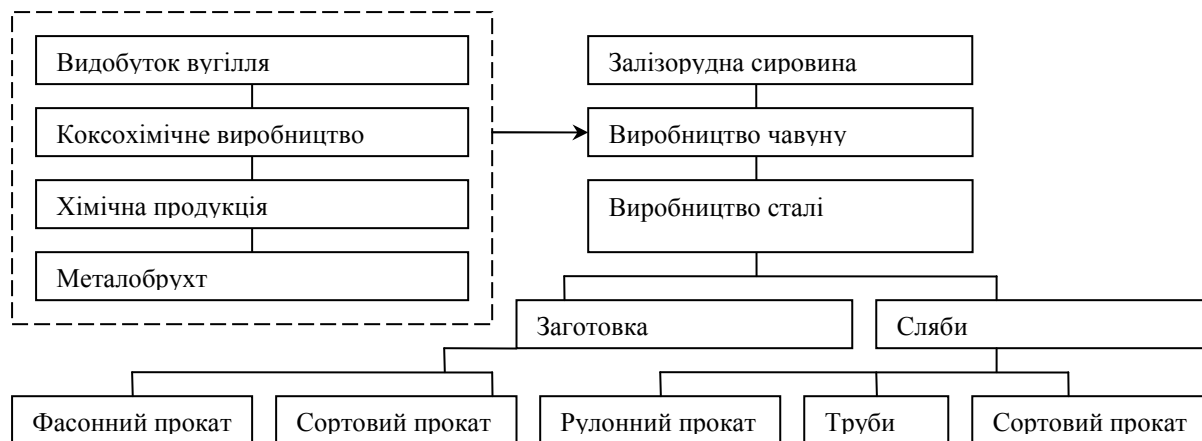 Видобуток вугілля
Коксохімічне виробництво
Хімічна продукція
Металобрухт
Залізорудна сировина
Виробництво чавуну
Виробництво сталі
Заготовка
Сляби
Фасонний прокат
Сортовий прокат
Рулонний прокат
Труби
Сортовий прокат